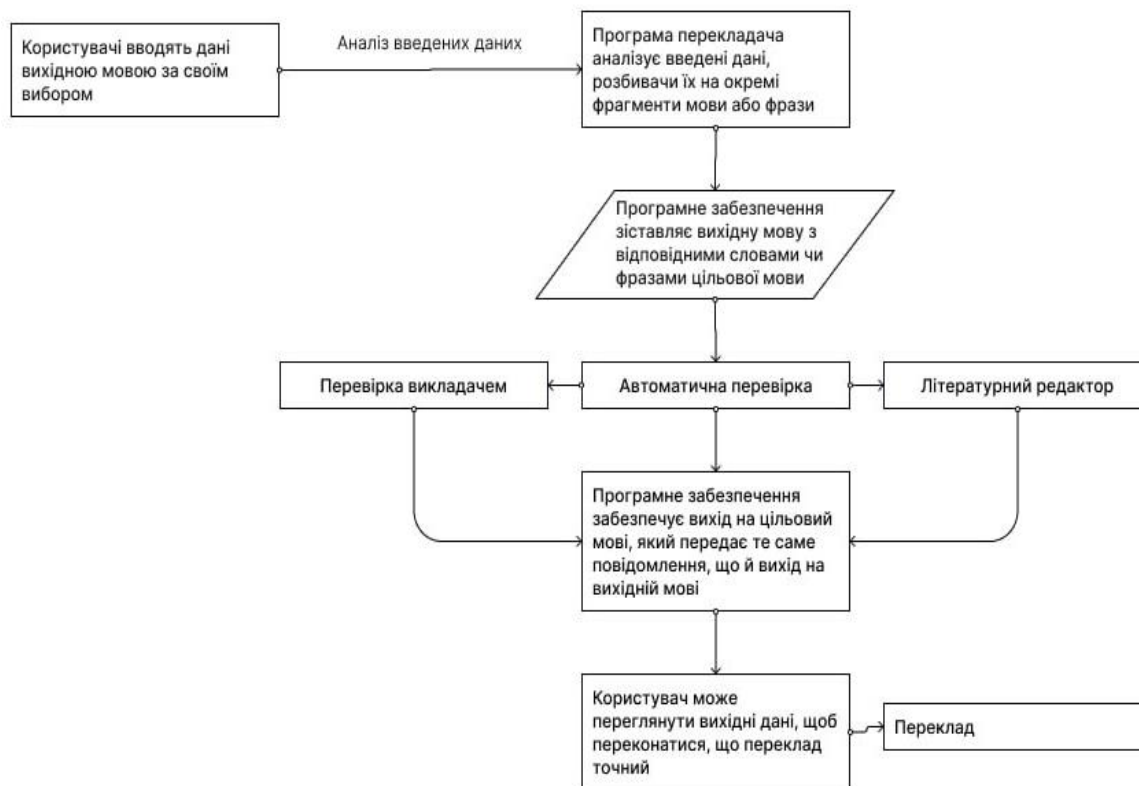 Користувачі вводять дані
вихідною мовою за своїм
вибором
Аналіз введених даних
Програма перекладача
аналізує введені дані,
розбивачи їх на окремі
фрагменти мови або фрази
Програмне забезпечення
зіставляє вихідну мову з
відповідними словами чи
фразами цільової мови
Перевірка викладачем
Автоматична перевірка
Літературний редактор
Програмне забезпечення
забезпечує вихід на цільовий
мові, який передає те саме
повідомлення, що й вихід на
вихідній мові
Користувач може
переглянути вихідні дані, щоб
переконатися, що переклад
точний
Переклад